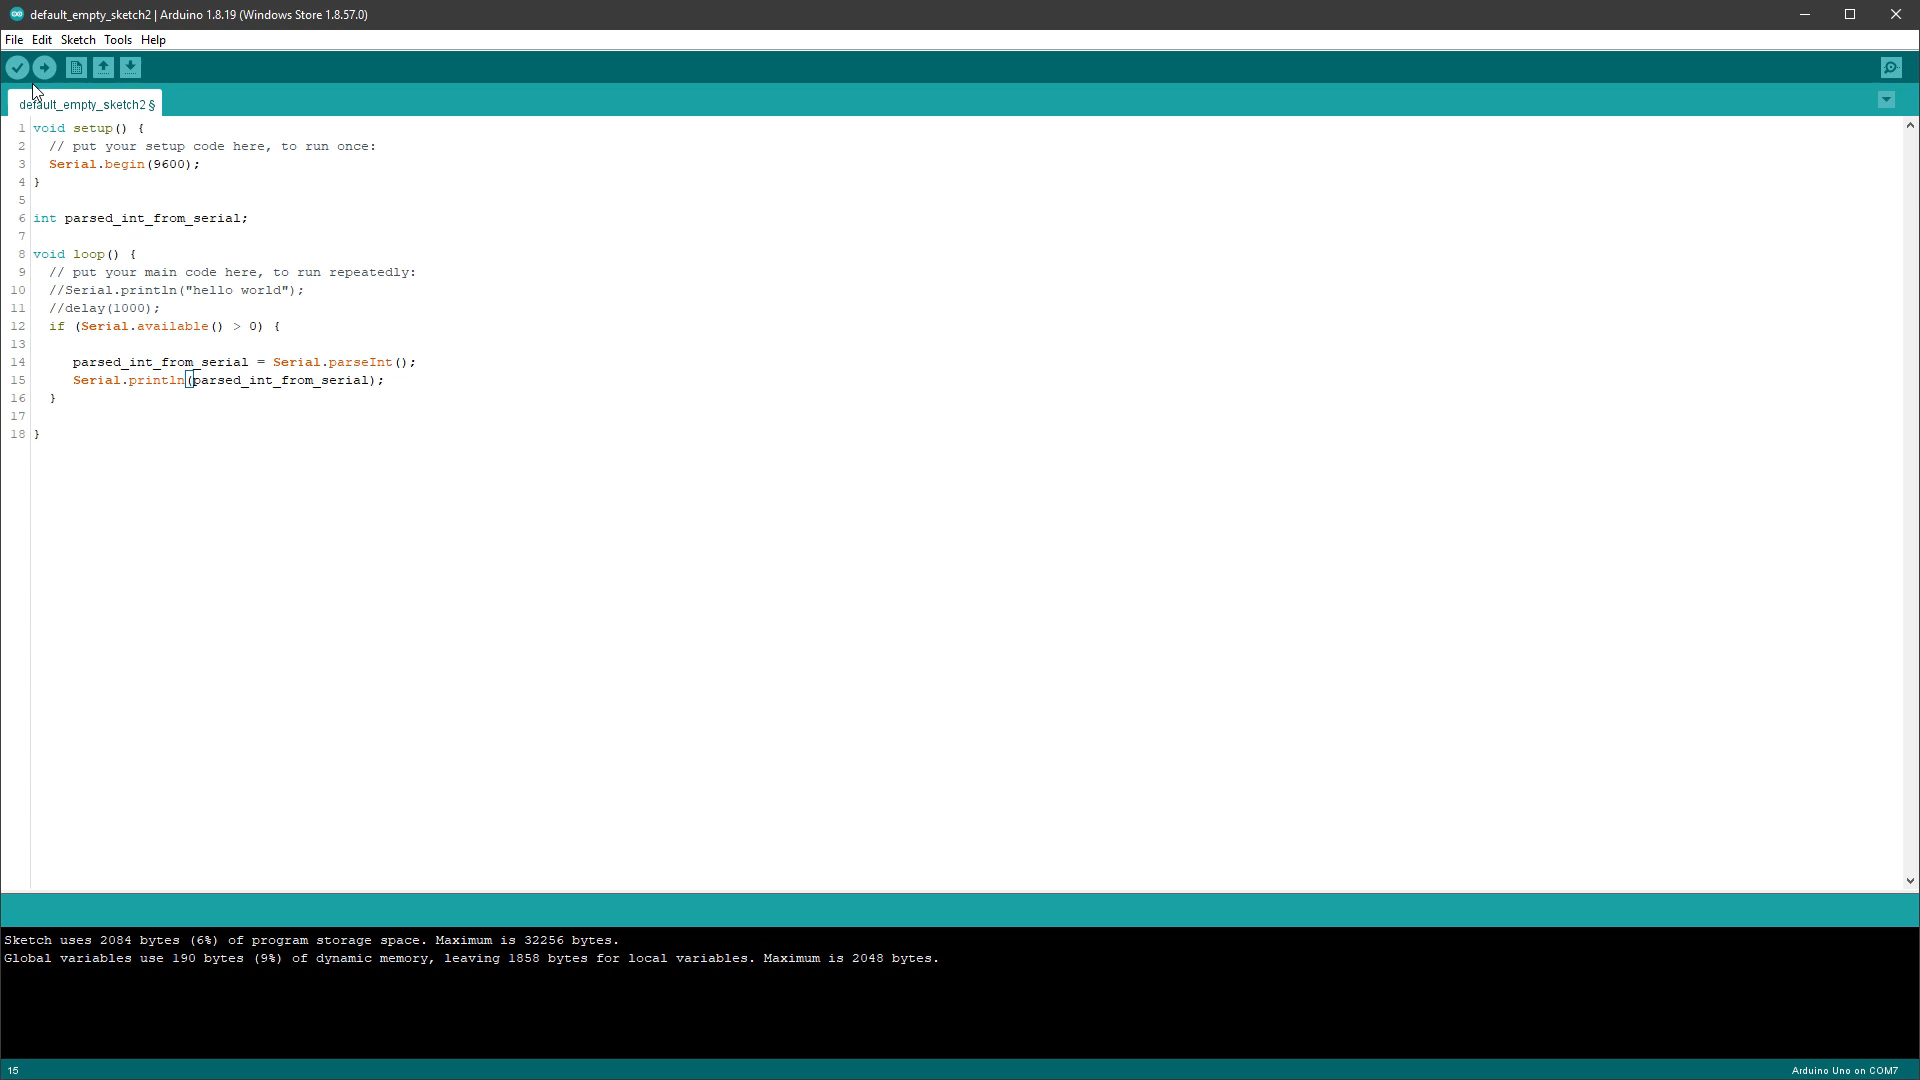 default_empty_sketch2 | Arduino 1.8.19 (Windows Store 1.8.57.0)
File Edit Sketch Tools Help
default_empty_sketch2 §
1 void setup() {
2   // put your setup code here, to run once:
3   Serial.begin(9600);
4 }
5
6 int parsed_int_from_serial;
7
8 void loop() {
9   // put your main code here, to run repeatedly:
10   //Serial.println("hello world");
11   //delay(1000);
12   if (Serial.available() > 0) {
13
14      parsed_int_from_serial = Serial.parseInt();
15      Serial.println(parsed_int_from_serial);
16   }
17
18 }
Sketch uses 2084 bytes (6%) of program storage space. Maximum is 32256 bytes.
Global variables use 190 bytes (9%) of dynamic memory, leaving 1858 bytes for local variables. Maximum is 2048 bytes.
15 Arduino Uno on COM7